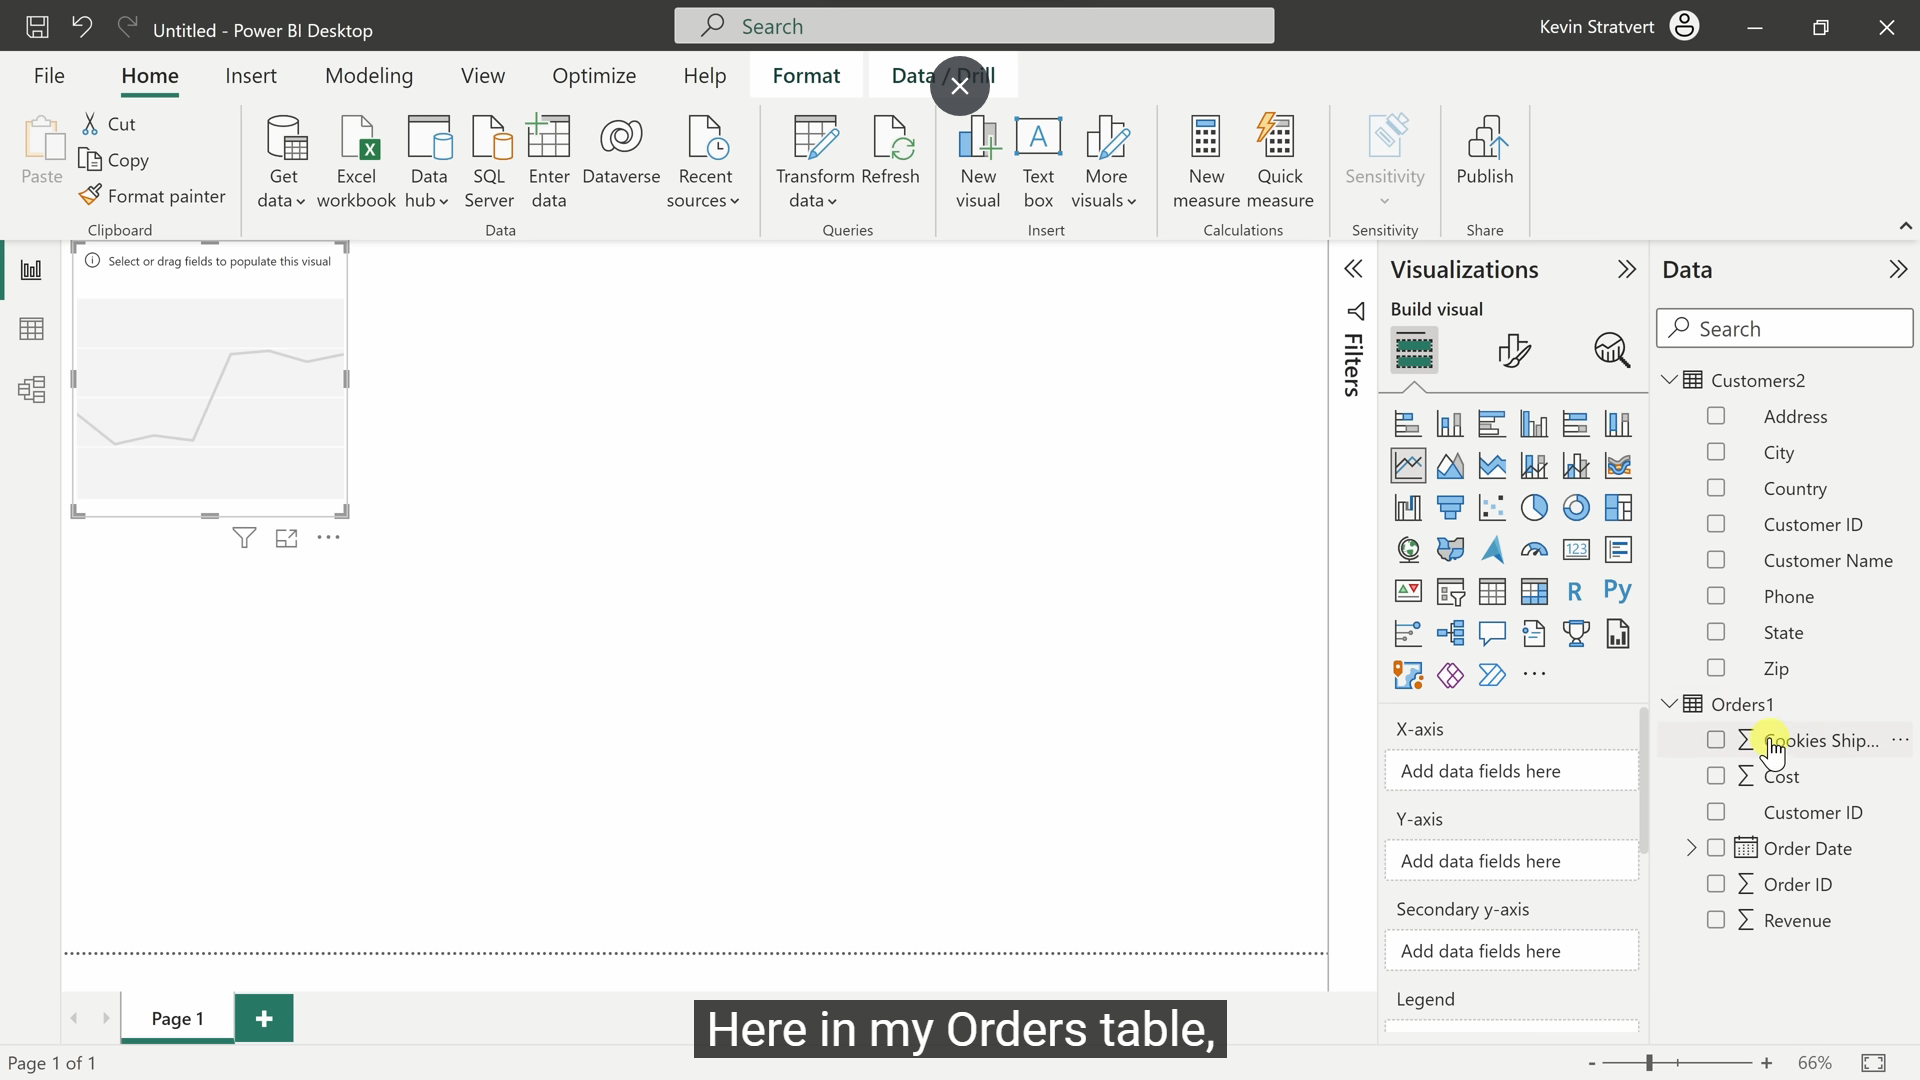 Untitled - Power BI Desktop
Search
Kevin Stratvert
File
Home
Insert
Modeling
View
Optimize
Help
Format
Data / Drill
Paste
Cut
Copy
Format painter
Clipboard
Get data
Excel workbook
Data hub
SQL Server
Enter data
Dataverse
Recent sources
Data
Transform data
Refresh
Queries
New visual
A
Text box
More visuals
Insert
New measure
Quick measure
Calculations
Sensitivity
Sensitivity
Publish
Share
Select or drag fields to populate this visual
Filters
Visualizations
Build visual
123
R
Py
X-axis
Add data fields here
Y-axis
Add data fields here
Secondary y-axis
Add data fields here
Legend
Data
Search
Customers2
Address
City
Country
Customer ID
Customer Name
Phone
State
Zip
Orders1
Cookies Ship...
Cost
Customer ID
Order Date
Order ID
Revenue
Page 1
Here in my Orders table,
Page 1 of 1
66%